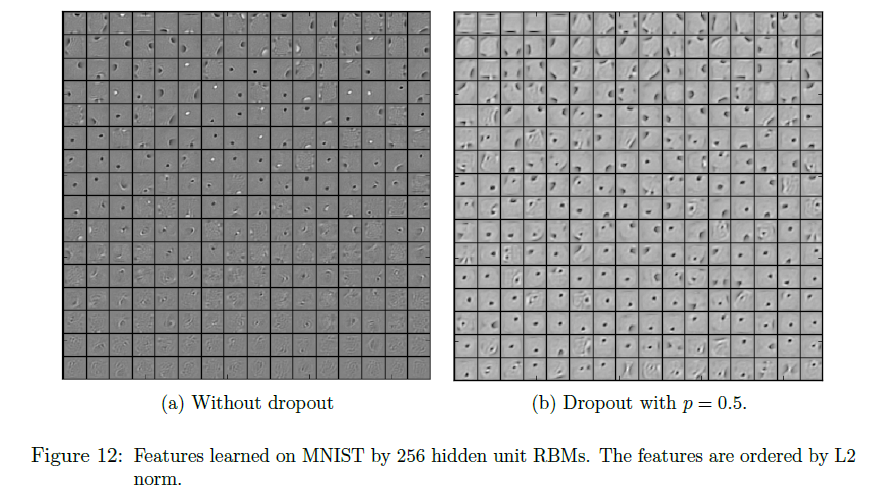 (a) Without dropout
(b) Dropout with p = 0.5.
Figure 12: Features learned on MNIST by 256 hidden unit RBMs. The features are ordered by L2
norm.